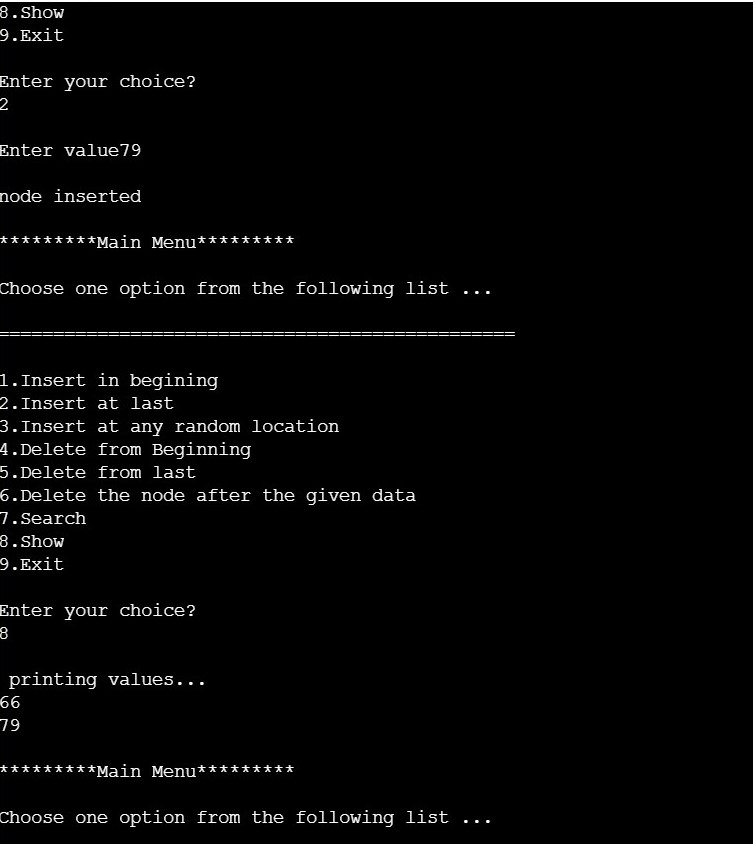 8.Show
9.Exit
Enter your choice?
2
Enter value79
node inserted
*********Main Menu*********
Choose one option from the following list ...
===============================================
1.Insert in begining
2.Insert at last
3.Insert at any random location
4.Delete from Beginning
5.Delete from last
6.Delete the node after the given data
7.Search
8.Show
9.Exit
Enter your choice?
8
printing values...
66
79
*********Main Menu*********
Choose one option from the following list ...